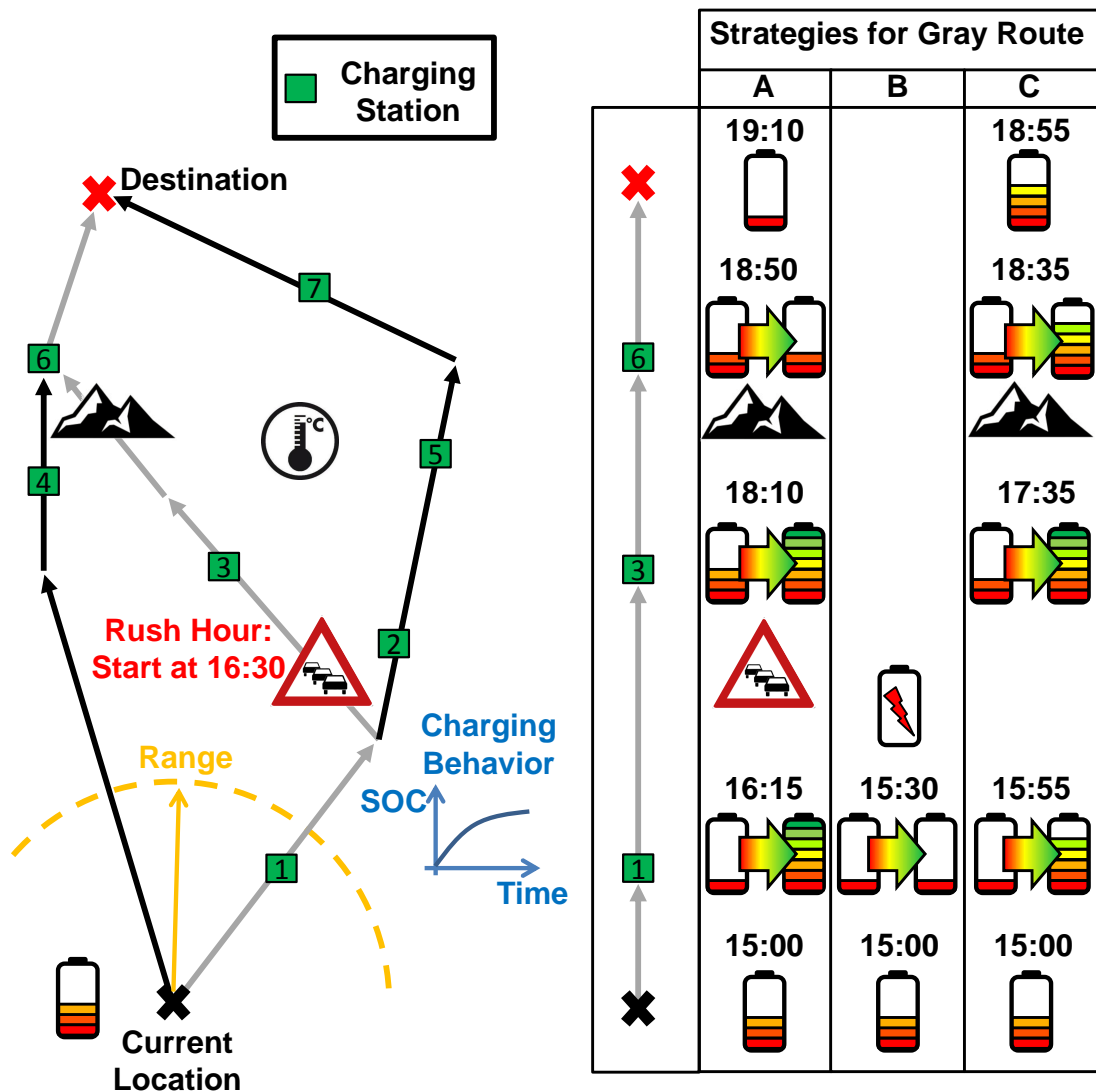 Charging
Station
Destination
7
6
°C
5
4
3
Rush Hour:
Start at 16:30
2
Range
Charging
Behavior
SOC
Time
1
Current
Location
Strategies for Gray Route
A B C
19:10 18:55
18:50 18:35
6
18:10 17:35
3
16:15 15:30 15:55
1
15:00 15:00 15:00